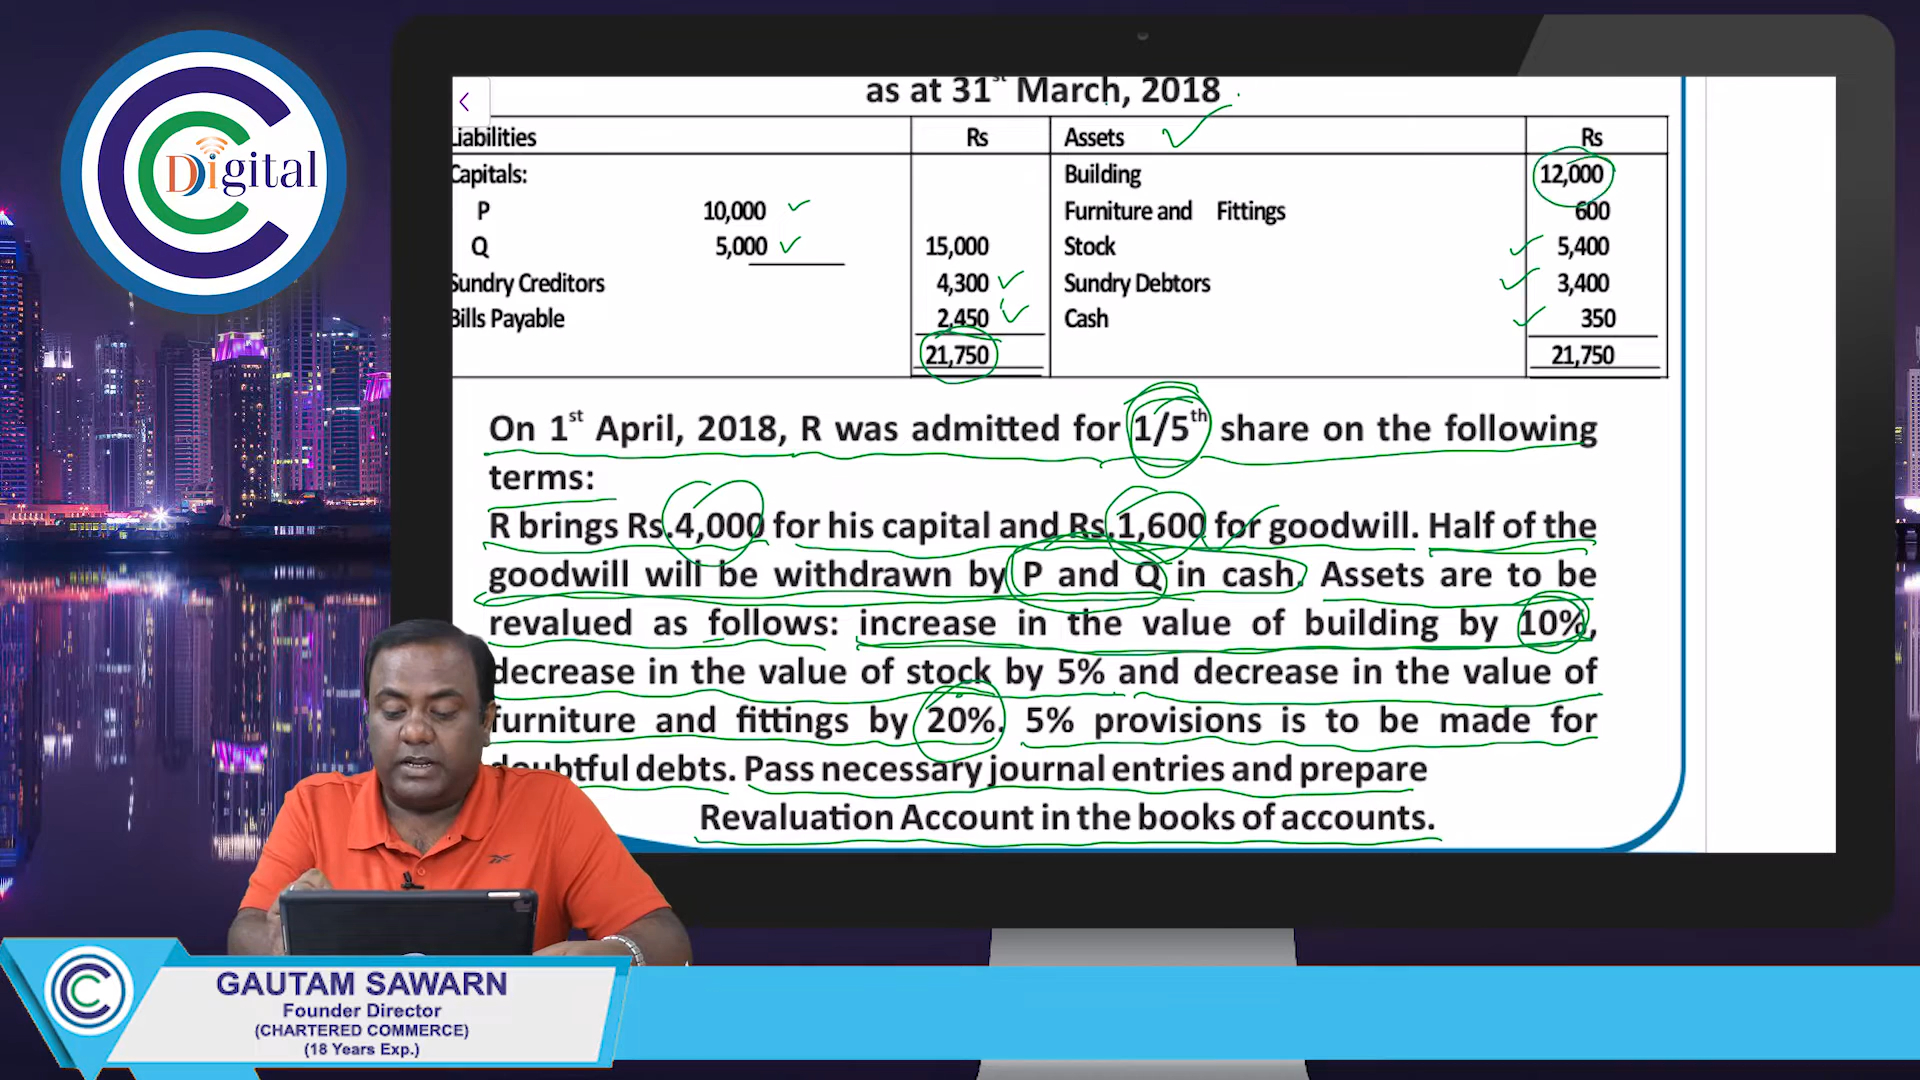 Digital
as at 31st March, 2018
Liabilities Rs Assets Rs
Capitals: Building 12,000
P 10,000 Furniture and Fittings 600
Q 5,000 15,000 Stock 5,400
Sundry Creditors 4,300 Sundry Debtors 3,400
Bills Payable 2,450 Cash 350
21,750 21,750
On 1st April, 2018, R was admitted for 1/5th share on the following
terms:
R brings Rs.4,000 for his capital and Rs.1,600 for goodwill. Half of the
goodwill will be withdrawn by P and Q in cash. Assets are to be
revalued as follows: increase in the value of building by 10%,
decrease in the value of stock by 5% and decrease in the value of
furniture and fittings by 20%. 5% provisions is to be made for
doubtful debts. Pass necessary journal entries and prepare
Revaluation Account in the books of accounts.
GAUTAM SAWARN
Founder Director
(CHARTERED COMMERCE)
(18 Years Exp.)